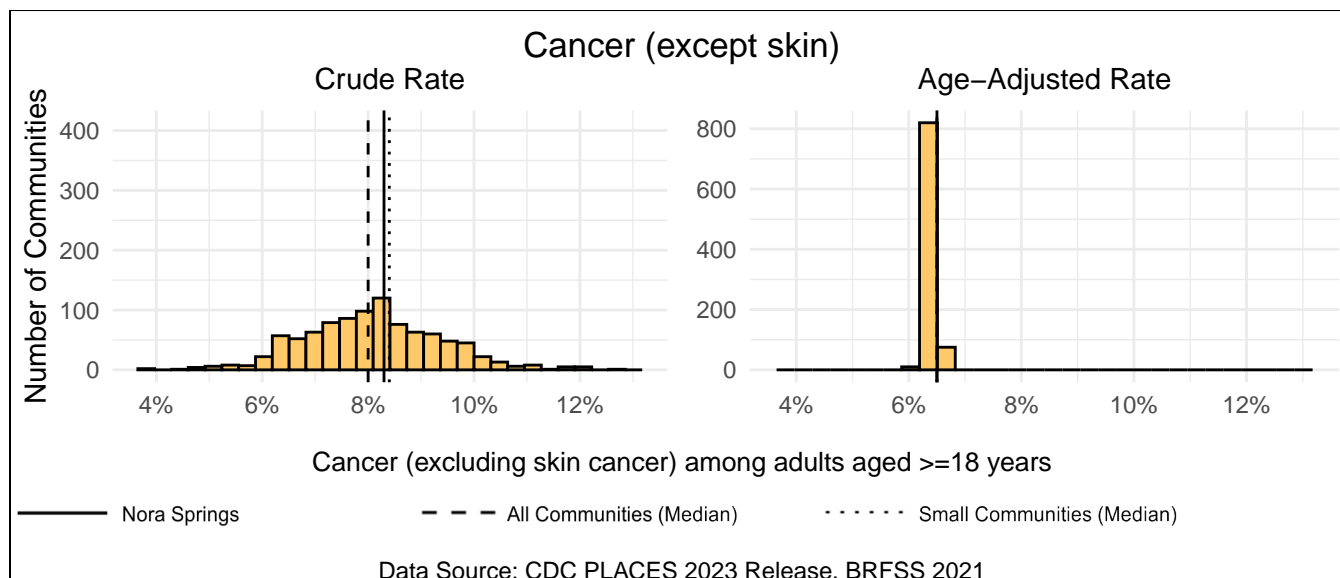 Cancer (except skin)
Crude Rate
Age−Adjusted Rate
Number of Communities
400
300
200
100
0
4%
6%
8%
10%
12%
800
600
400
200
0
4%
6%
8%
10%
12%
Cancer (excluding skin cancer) among adults aged >=18 years
Nora Springs
All Communities (Median)
Small Communities (Median)
Data Source: CDC PLACES 2023 Release, BRFSS 2021